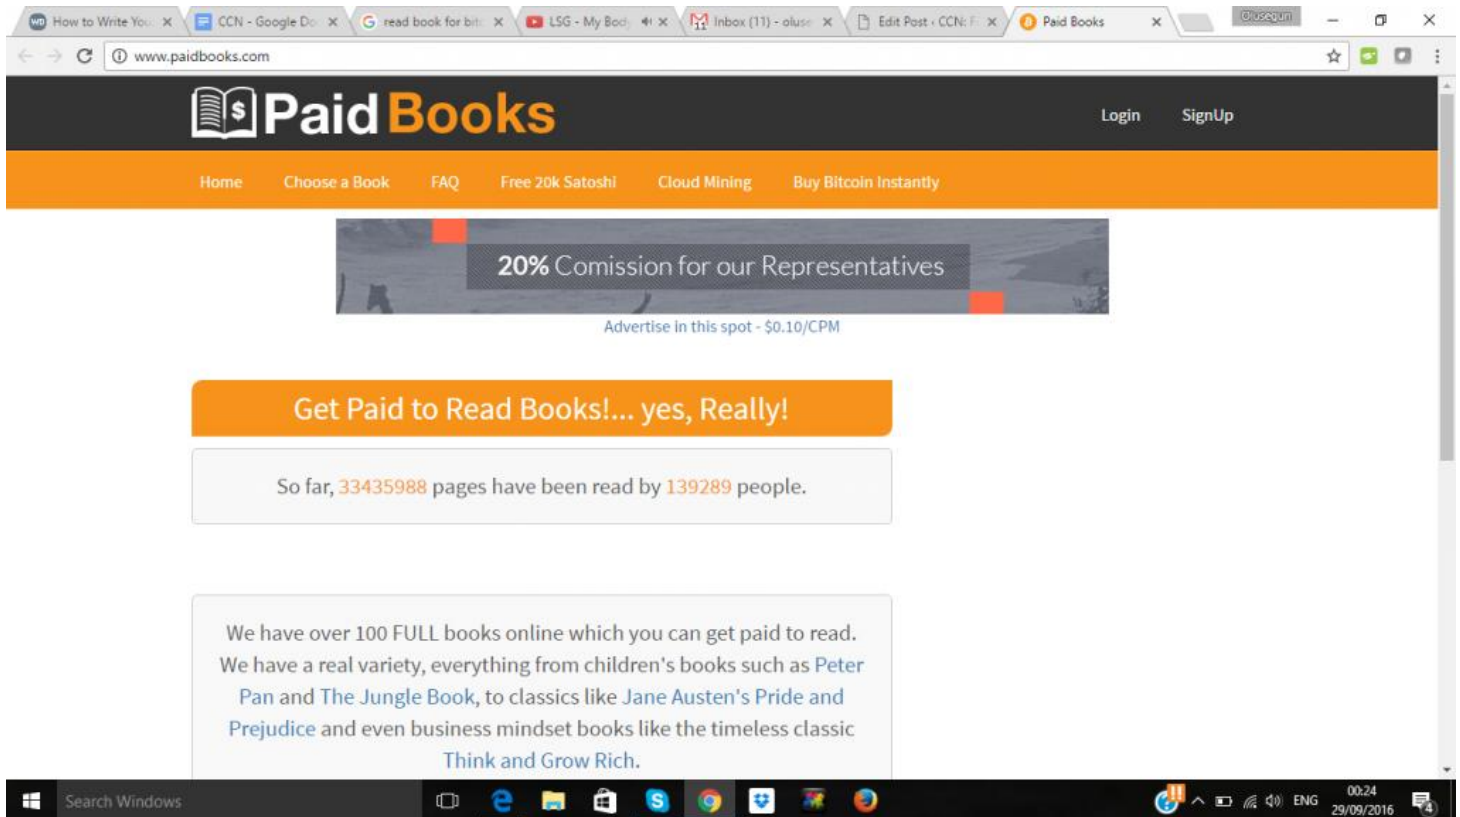 How to Write You
CCN - Google Do
read book for bit
LSG - My Bod
Inbox (11) - oluse
Edit Post ‹ CCN: F
Paid Books
Olusegun
www.paidbooks.com
Paid Books
Login
SignUp
Home
Choose a Book
FAQ
Free 20k Satoshi
Cloud Mining
Buy Bitcoin Instantly
20% Comission for our Representatives
Advertise in this spot - $0.10/CPM
Get Paid to Read Books!... yes, Really!
So far, 33435988 pages have been read by 139289 people.
We have over 100 FULL books online which you can get paid to read.
We have a real variety, everything from children's books such as Peter
Pan and The Jungle Book, to classics like Jane Austen's Pride and
Prejudice and even business mindset books like the timeless classic
Think and Grow Rich.
Search Windows
ENG
00:24
29/09/2016